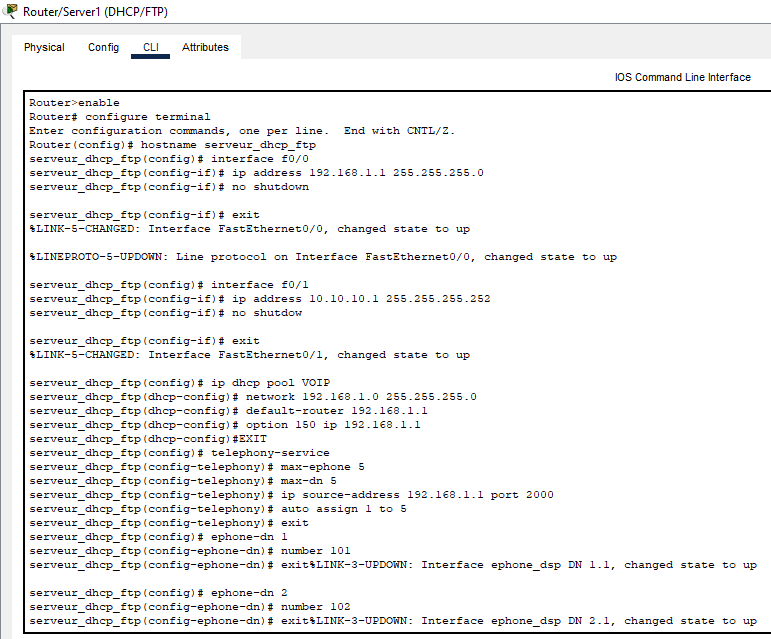 Router/Server1 (DHCP/FTP)
Physical Config CLI Attributes
IOS Command Line Interface
Router>enable
Router# configure terminal
Enter configuration commands, one per line.  End with CNTL/Z.
Router(config)# hostname serveur_dhcp_ftp
serveur_dhcp_ftp(config)# interface f0/0
serveur_dhcp_ftp(config-if)# ip address 192.168.1.1 255.255.255.0
serveur_dhcp_ftp(config-if)# no shutdown
serveur_dhcp_ftp(config-if)# exit
%LINK-5-CHANGED: Interface FastEthernet0/0, changed state to up
%LINEPROTO-5-UPDOWN: Line protocol on Interface FastEthernet0/0, changed state to up
serveur_dhcp_ftp(config)# interface f0/1
serveur_dhcp_ftp(config-if)# ip address 10.10.10.1 255.255.255.252
serveur_dhcp_ftp(config-if)# no shutdow
serveur_dhcp_ftp(config-if)# exit
%LINK-5-CHANGED: Interface FastEthernet0/1, changed state to up
serveur_dhcp_ftp(config)# ip dhcp pool VOIP
serveur_dhcp_ftp(dhcp-config)# network 192.168.1.0 255.255.255.0
serveur_dhcp_ftp(dhcp-config)# default-router 192.168.1.1
serveur_dhcp_ftp(dhcp-config)# option 150 ip 192.168.1.1
serveur_dhcp_ftp(dhcp-config)#EXIT
serveur_dhcp_ftp(config)# telephony-service
serveur_dhcp_ftp(config-telephony)# max-ephone 5
serveur_dhcp_ftp(config-telephony)# max-dn 5
serveur_dhcp_ftp(config-telephony)# ip source-address 192.168.1.1 port 2000
serveur_dhcp_ftp(config-telephony)# auto assign 1 to 5
serveur_dhcp_ftp(config-telephony)# exit
serveur_dhcp_ftp(config)# ephone-dn 1
serveur_dhcp_ftp(config-ephone-dn)# number 101
serveur_dhcp_ftp(config-ephone-dn)# exit%LINK-3-UPDOWN: Interface ephone_dsp DN 1.1, changed state to up
serveur_dhcp_ftp(config)# ephone-dn 2
serveur_dhcp_ftp(config-ephone-dn)# number 102
serveur_dhcp_ftp(config-ephone-dn)# exit%LINK-3-UPDOWN: Interface ephone_dsp DN 2.1, changed state to up